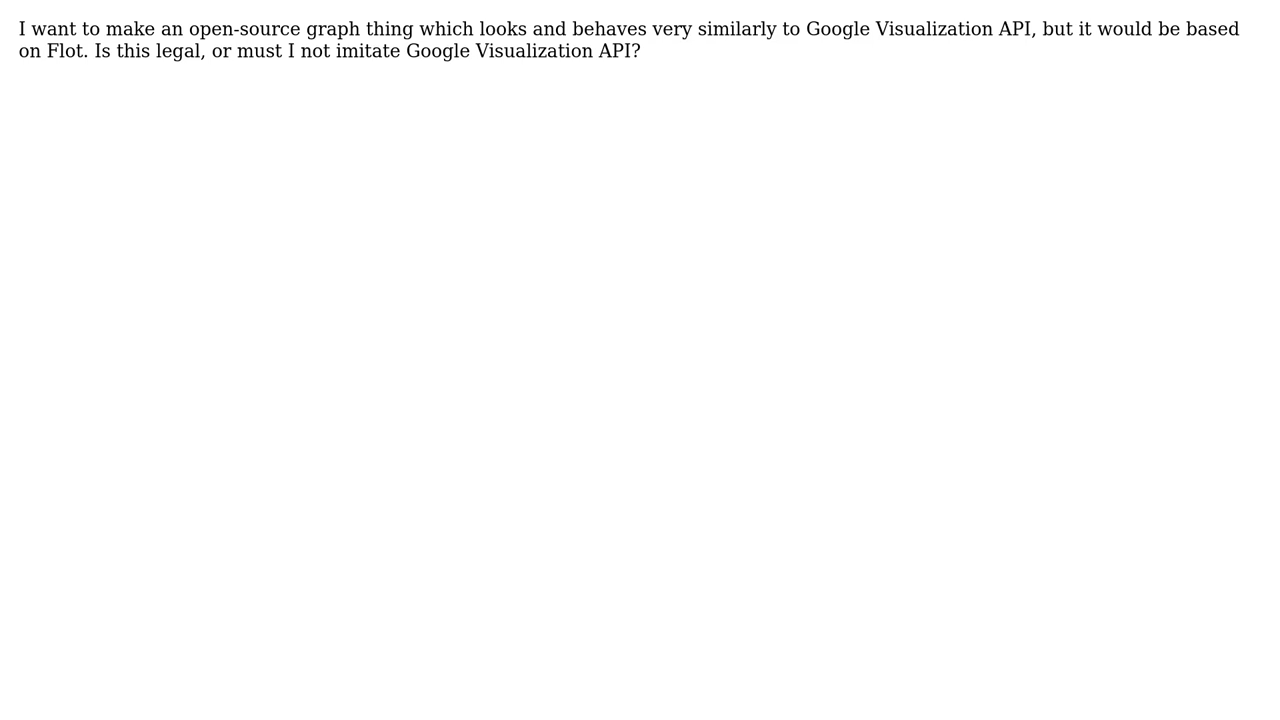 I want to make an open-source graph thing which looks and behaves very similarly to Google Visualization API, but it would be based
on Flot. Is this legal, or must I not imitate Google Visualization API?